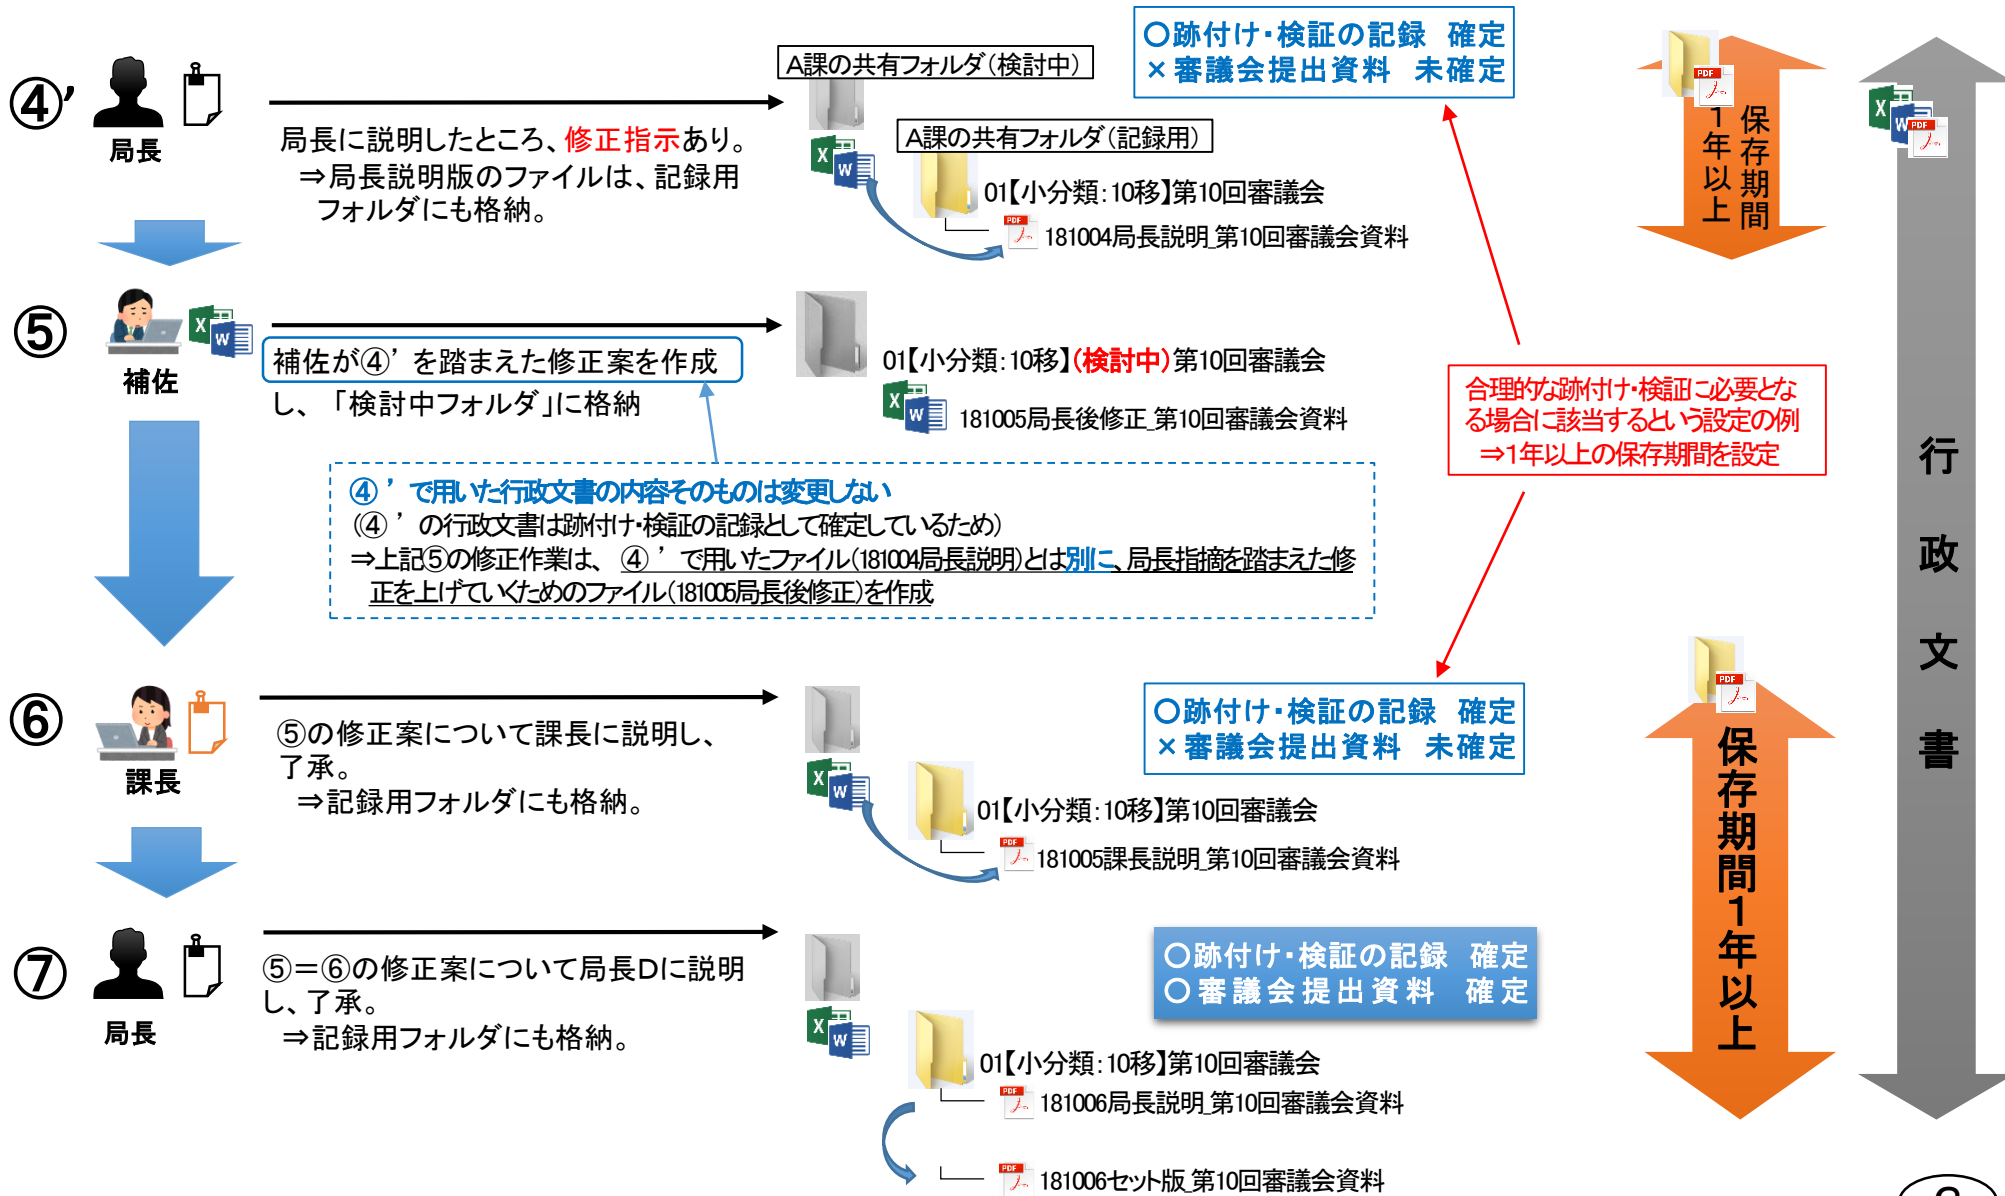 ④’
局長
局長に説明したところ、修正指示あり。
⇒局長説明版のファイルは、記録用
フォルダにも格納。
A課の共有フォルダ（検討中）
A課の共有フォルダ（記録用）
01【小分類：10移】第10回審議会
181004局長説明_第10回審議会資料
○跡付け・検証の記録　確定
×審議会提出資料　未確定
保存期間
１年以上
⑤
補佐
補佐が④’を踏まえた修正案を作成
し、「検討中フォルダ」に格納
01【小分類：10移】（検討中）第10回審議会
181005局長後修正_第10回審議会資料
合理的な跡付け・検証に必要とな
る場合に該当するという設定の例
⇒1年以上の保存期間を設定
④’で用いた行政文書の内容そのものは変更しない
（④’の行政文書は跡付け・検証の記録として確定しているため）
⇒上記⑤の修正作業は、④’で用いたファイル（181004局長説明）とは別に、局長指摘を踏まえた修
正を上げていくためのファイル（181005局長後修正）を作成
行政文書
⑥
課長
⑤の修正案について課長に説明し、
了承。
⇒記録用フォルダにも格納。
01【小分類：10移】第10回審議会
181005課長説明_第10回審議会資料
○跡付け・検証の記録　確定
×審議会提出資料　未確定
保存期間１年以上
⑦
局長
⑤＝⑥の修正案について局長Dに説明
し、了承。
⇒記録用フォルダにも格納。
01【小分類：10移】第10回審議会
181006局長説明_第10回審議会資料
181006セット版_第10回審議会資料
○跡付け・検証の記録　確定
○審議会提出資料　確定